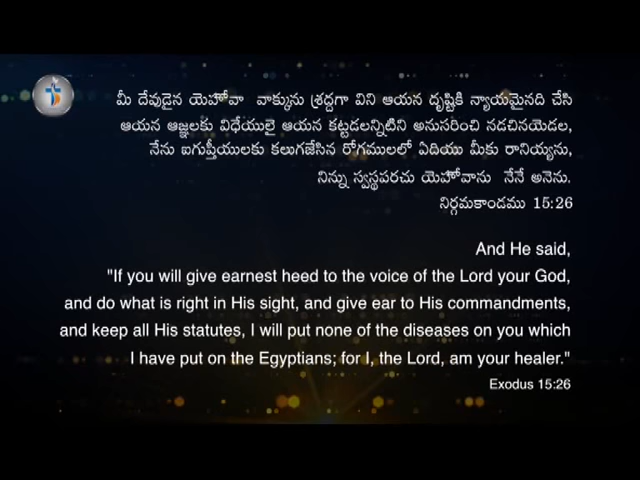 మీ దేవుడైన యెహోవా వాక్కును శ్రద్దగా విని ఆయన దృష్టికి న్యాయమైనది చేసి
ఆయన ఆజ్ఞలకు విధేయులై ఆయన కట్టడలన్నిటిని అనుసరించి నడచినయెడల,
నేను ఐగుప్తీయులకు కలుగజేసిన రోగములలో ఏదియు మీకు రానియ్యను,
నిన్ను స్వస్థపరచు యెహోవాను నేనే అనెను.
నిర్గమకాండము 15:26
And He said,
"If you will give earnest heed to the voice of the Lord your God,
and do what is right in His sight, and give ear to His commandments,
and keep all His statutes, I will put none of the diseases on you which
I have put on the Egyptians; for I, the Lord, am your healer."
Exodus 15:26